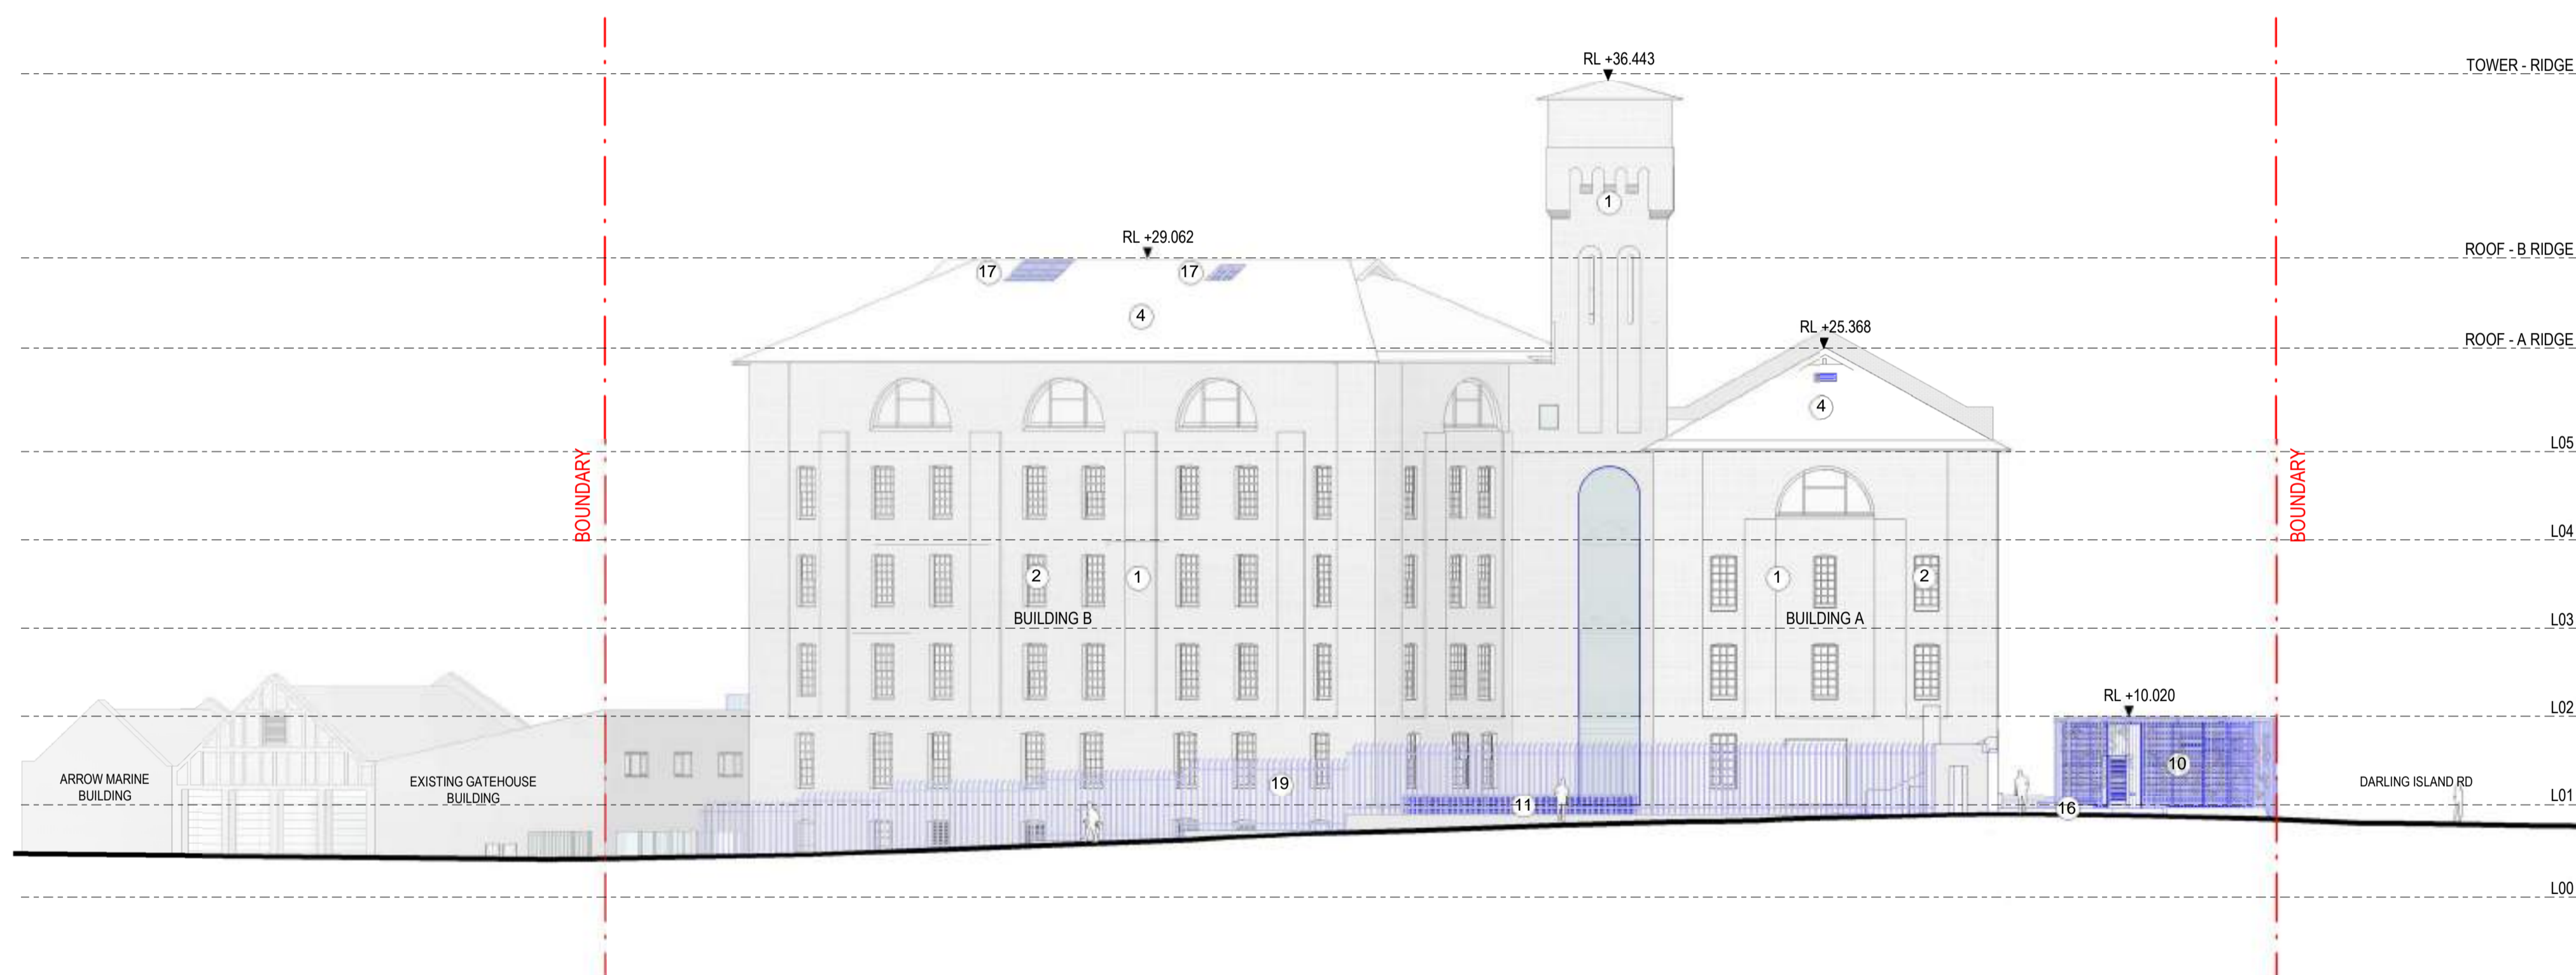 RL +36.443
TOWER - RIDGE
RL +29.062
ROOF - B RIDGE
17
17
1
4
RL +25.368
ROOF - A RIDGE
4
BOUNDARY
BOUNDARY
L05
L04
2
1
1
2
BUILDING B
BUILDING A
L03
RL +10.020
L02
ARROW MARINE
BUILDING
EXISTING GATEHOUSE
BUILDING
19
11
10
16
DARLING ISLAND RD
L01
L00